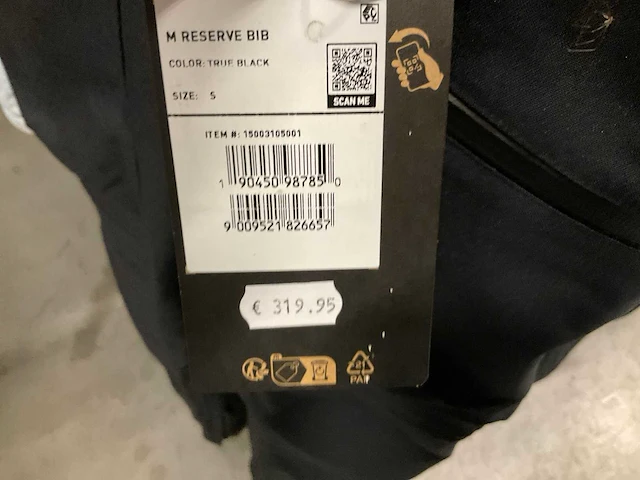 M RESERVE BIB
COLOR: TRUE BLACK
SIZE: S
SCAN ME
ITEM #: 15003105001
1 90450 98785 0
9 009521 826657
€ 319.95
21
PAP